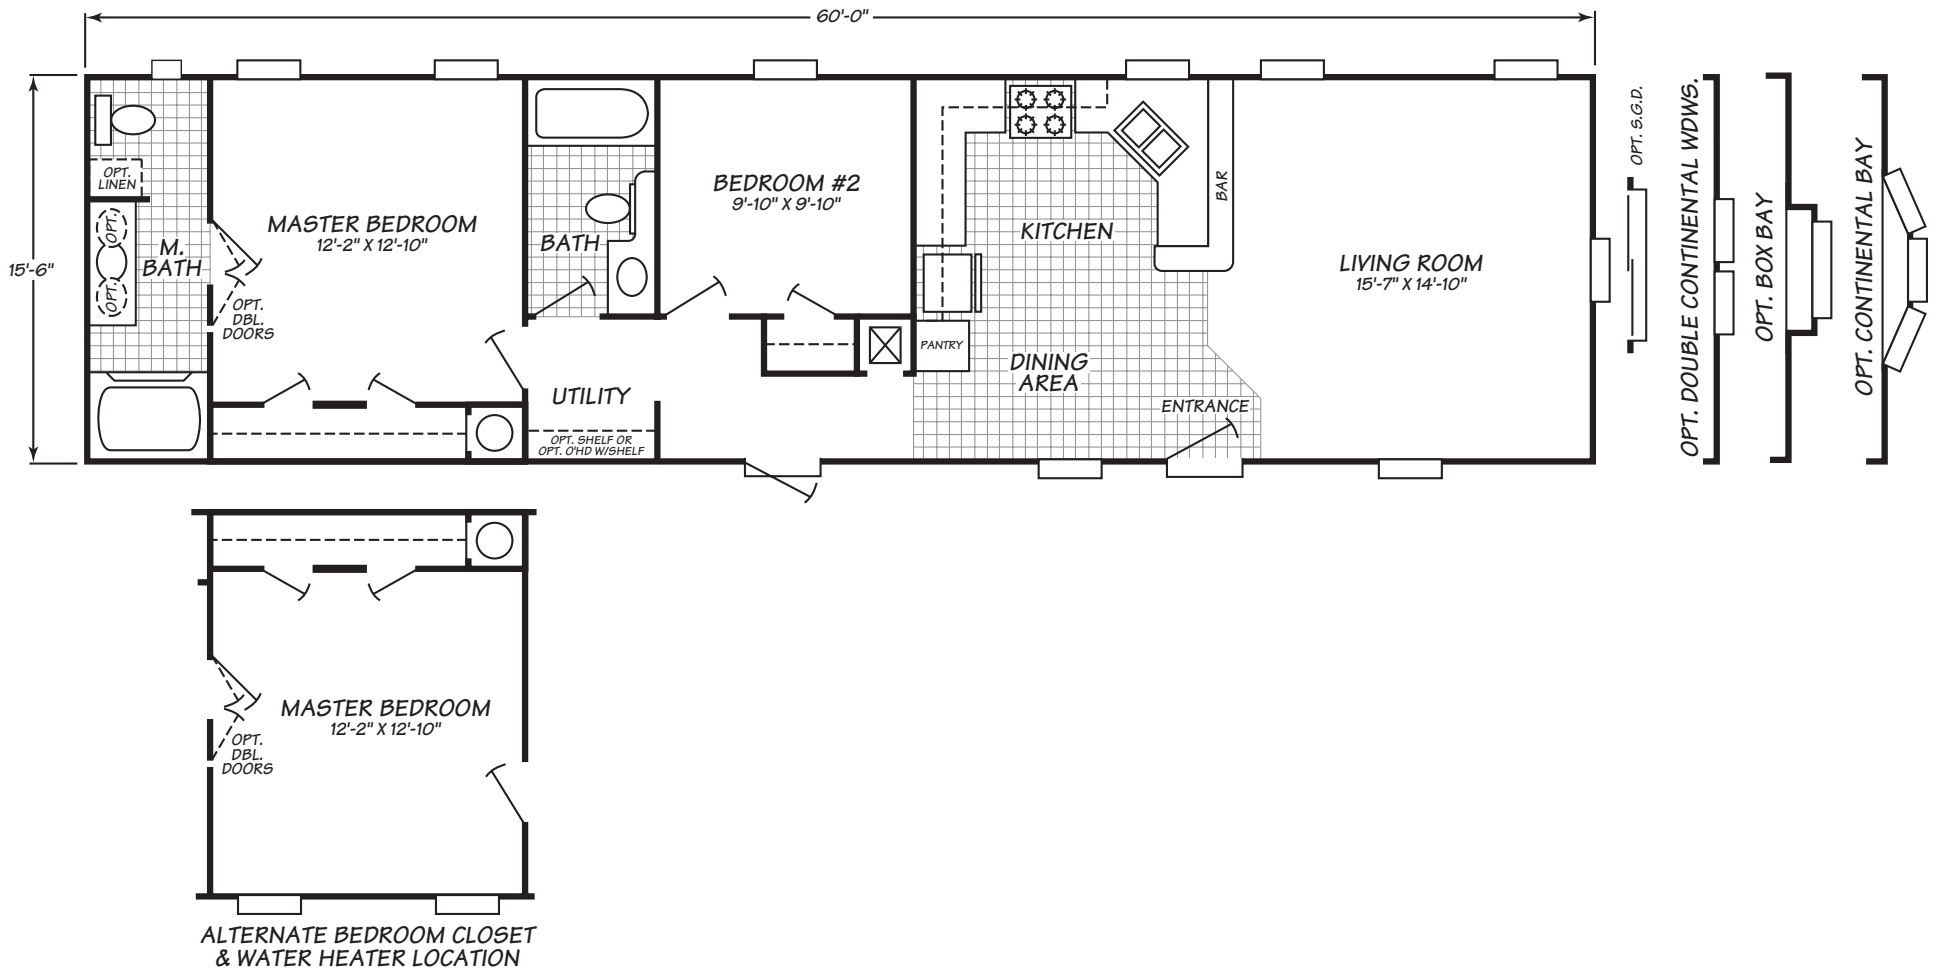 60'-0"
15'-6"
OPT.
LINEN
OPT.
OPT.
M.
BATH
MASTER BEDROOM
12'-2" X 12'-10"
OPT.
DBL.
DOORS
BATH
UTILITY
OPT. SHELF OR
OPT. O'HD W/SHELF
BEDROOM #2
9'-10" X 9'-10"
KITCHEN
BAR
PANTRY
DINING
AREA
ENTRANCE
LIVING ROOM
15'-7" X 14'-10"
OPT. S.G.D.
OPT. DOUBLE CONTINENTAL WDWS.
OPT. BOX BAY
OPT. CONTINENTAL BAY
MASTER BEDROOM
12'-2" X 12'-10"
OPT.
DBL.
DOORS
ALTERNATE BEDROOM CLOSET
& WATER HEATER LOCATION